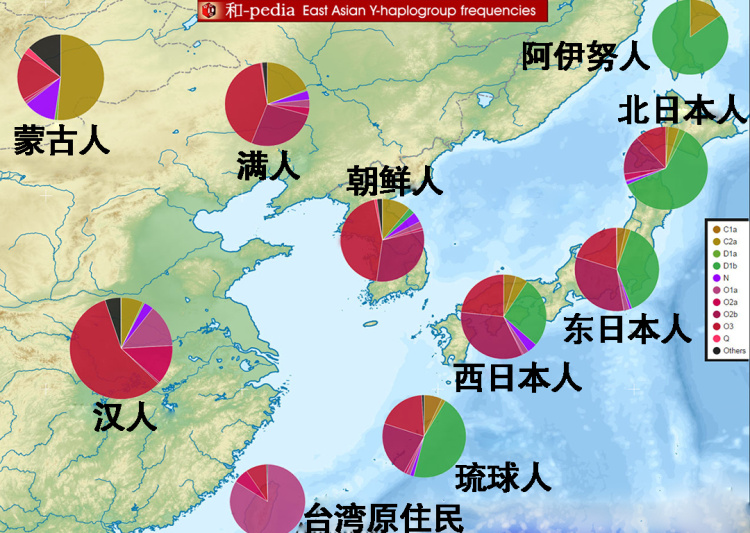 和-pedia East Asian Y-haplogroup frequencies
阿伊努人
北日本人
蒙古人
满人
朝鲜人
C1a
C2a
D1a
D1b
N
O1a
O2a
O2b
O3
Q
Others
东日本人
西日本人
汉人
琉球人
台湾原住民